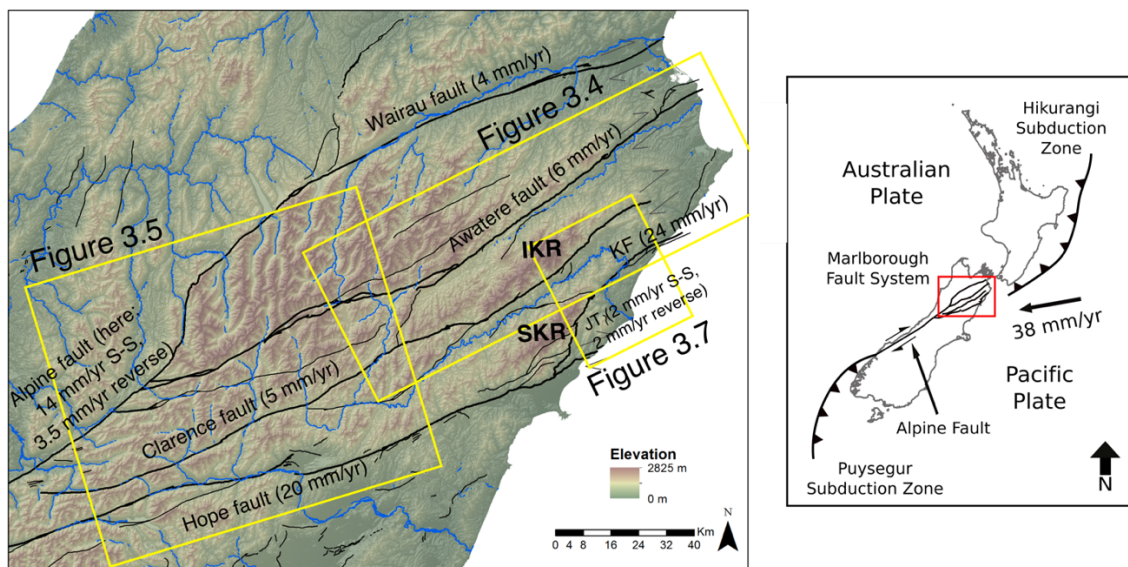 Wairau fault (4 mm/yr)
Figure 3.4
Awatere fault (6 mm/yr)
Figure 3.5
IKR
KF (24 mm/yr)
SKR
JT (2 mm/yr S-S,
2 mm/yr reverse)
Figure 3.7
Alpine fault (here:
14 mm/yr S-S,
3.5 mm/yr reverse)
Clarence fault (5 mm/yr)
Hope fault (20 mm/yr)
Elevation
2825 m
0 m
N
Km
0 4 8 16 24 32 40
Hikurangi
Subduction
Zone
Australian
Plate
Marlborough
Fault System
38 mm/yr
Pacific
Plate
Alpine Fault
Puysegur
Subduction Zone
N